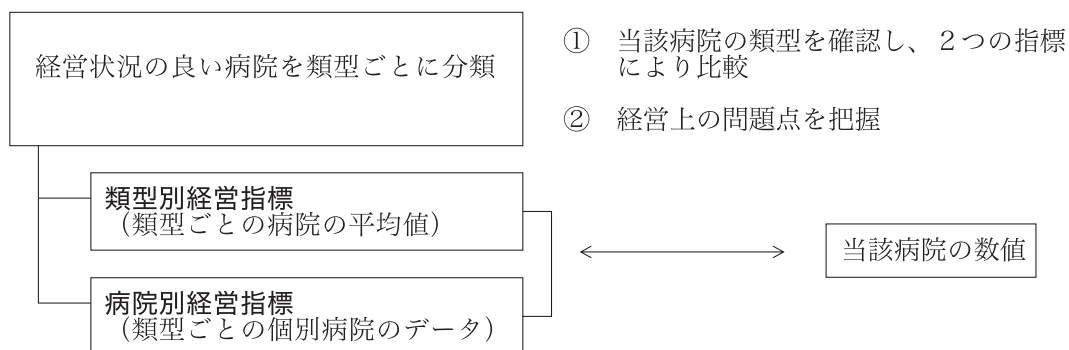 経営状況の良い病院を類型ごとに分類
① 当該病院の類型を確認し、２つの指標
により比較
② 経営上の問題点を把握
類型別経営指標
（類型ごとの病院の平均値）
当該病院の数値
病院別経営指標
（類型ごとの個別病院のデータ）